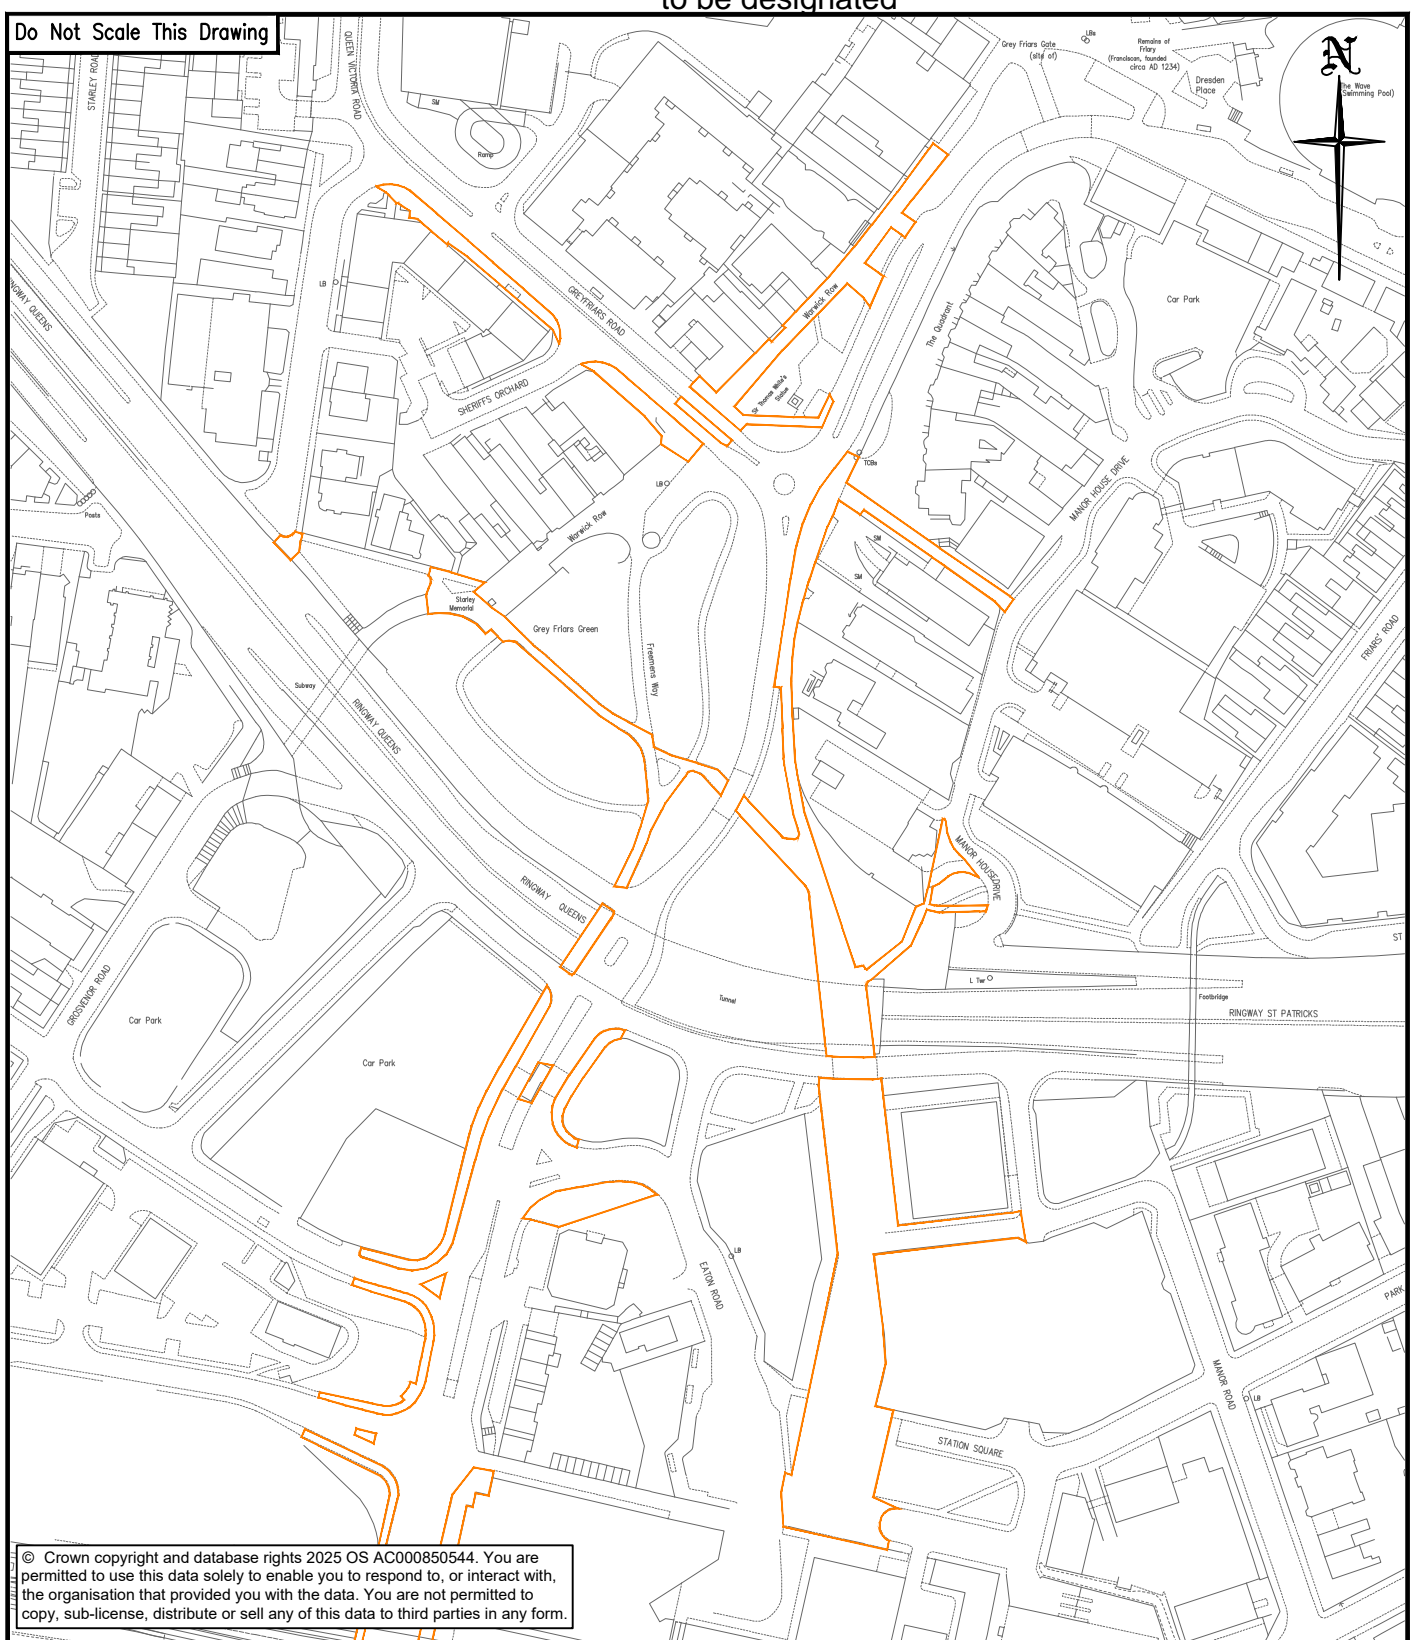 to be designated
Do Not Scale This Drawing
N
STARLEY ROAD
QUEEN VICTORIA ROAD
SM
Ramp
Grey Friars Gate
(site of)
LBs
Remains of
Friary
(Franciscan, founded
circa AD 1234)
Dresden
Place
The Wave
(Swimming Pool)
Car Park
RINGWAY QUEENS
LB
GREYFRIARS ROAD
Warwick Row
The Quadrant
SHERIFFS ORCHARD
Sir Thomas White's
Statue
TCBs
LB
MANOR HOUSE DRIVE
Posts
Warwick Row
SM
SM
Starley
Memorial
Grey Friars Green
Freemens Way
FRIARS' ROAD
Subway
RINGWAY QUEENS
MANOR HOUSE DRIVE
RINGWAY QUEENS
ST
GROSVENOR ROAD
Car Park
Tunnel
L Twr
Footbridge
RINGWAY ST PATRICKS
Car Park
LB
EATON ROAD
PARK
MANOR ROAD
LB
STATION SQUARE
© Crown copyright and database rights 2025 OS AC000850544. You are
permitted to use this data solely to enable you to respond to, or interact with,
the organisation that provided you with the data. You are not permitted to
copy, sub-license, distribute or sell any of this data to third parties in any form.